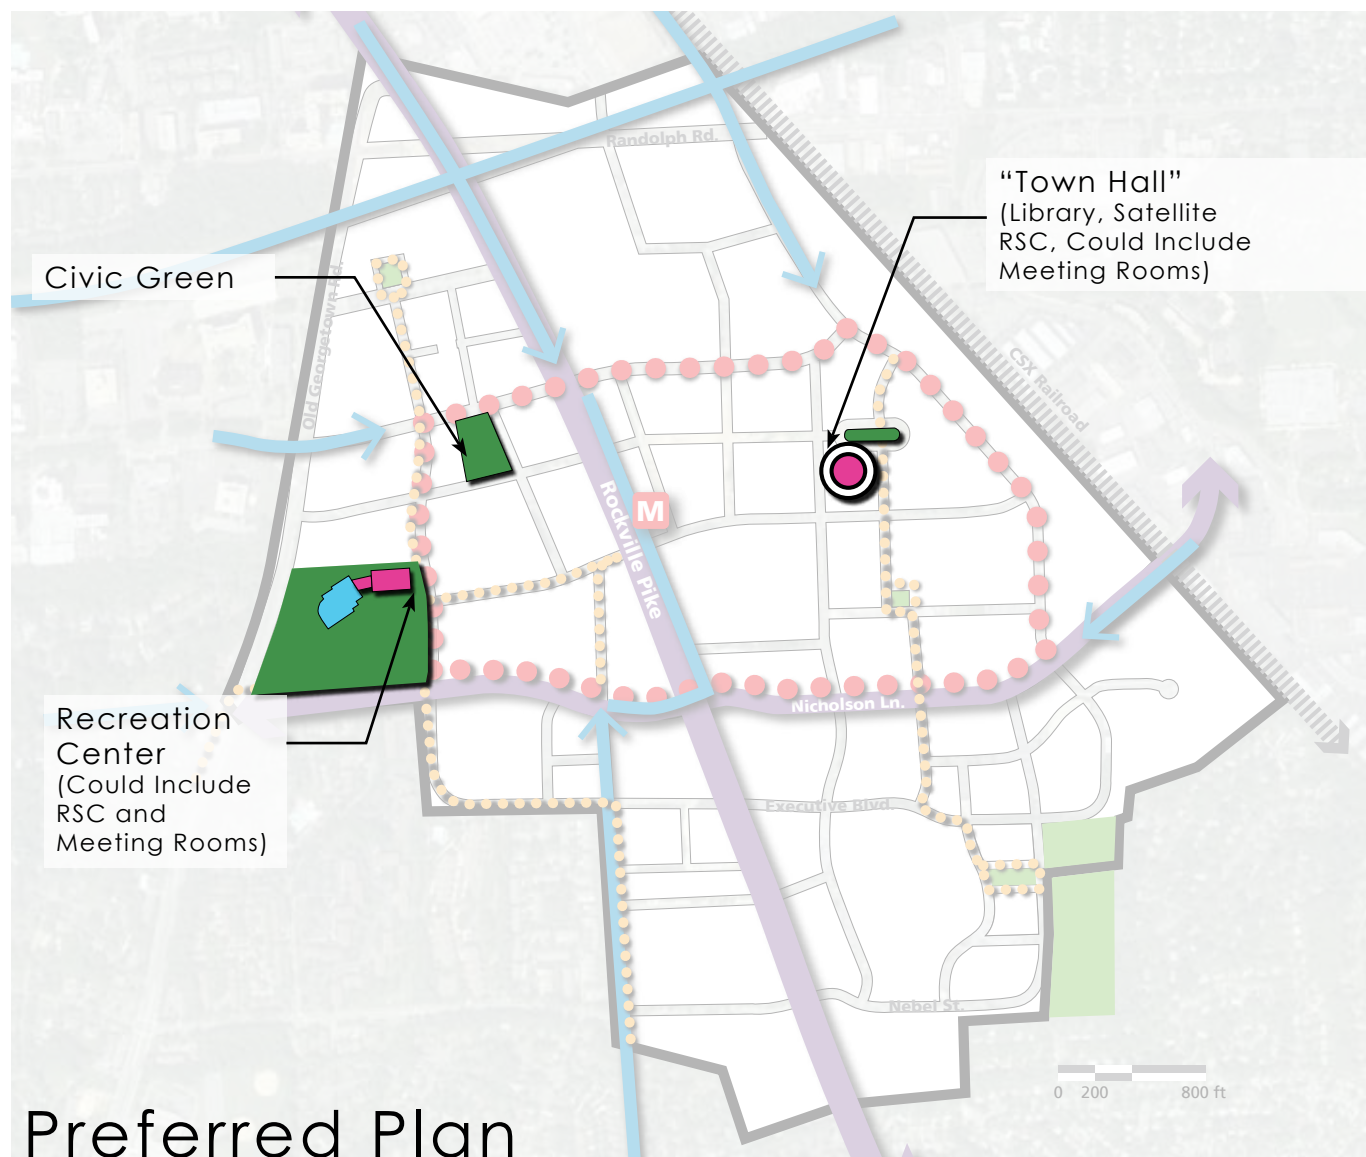 Randolph Rd.
“Town Hall”
(Library, Satellite
RSC, Could Include
Meeting Rooms)
Civic Green
Old Georgetown Rd.
CSX Railroad
M
Rockville Pike
Nicholson Ln.
Recreation
Center
(Could Include
RSC and
Meeting Rooms)
Executive Blvd.
Nebel St.
0 200 800 ft
Preferred Plan